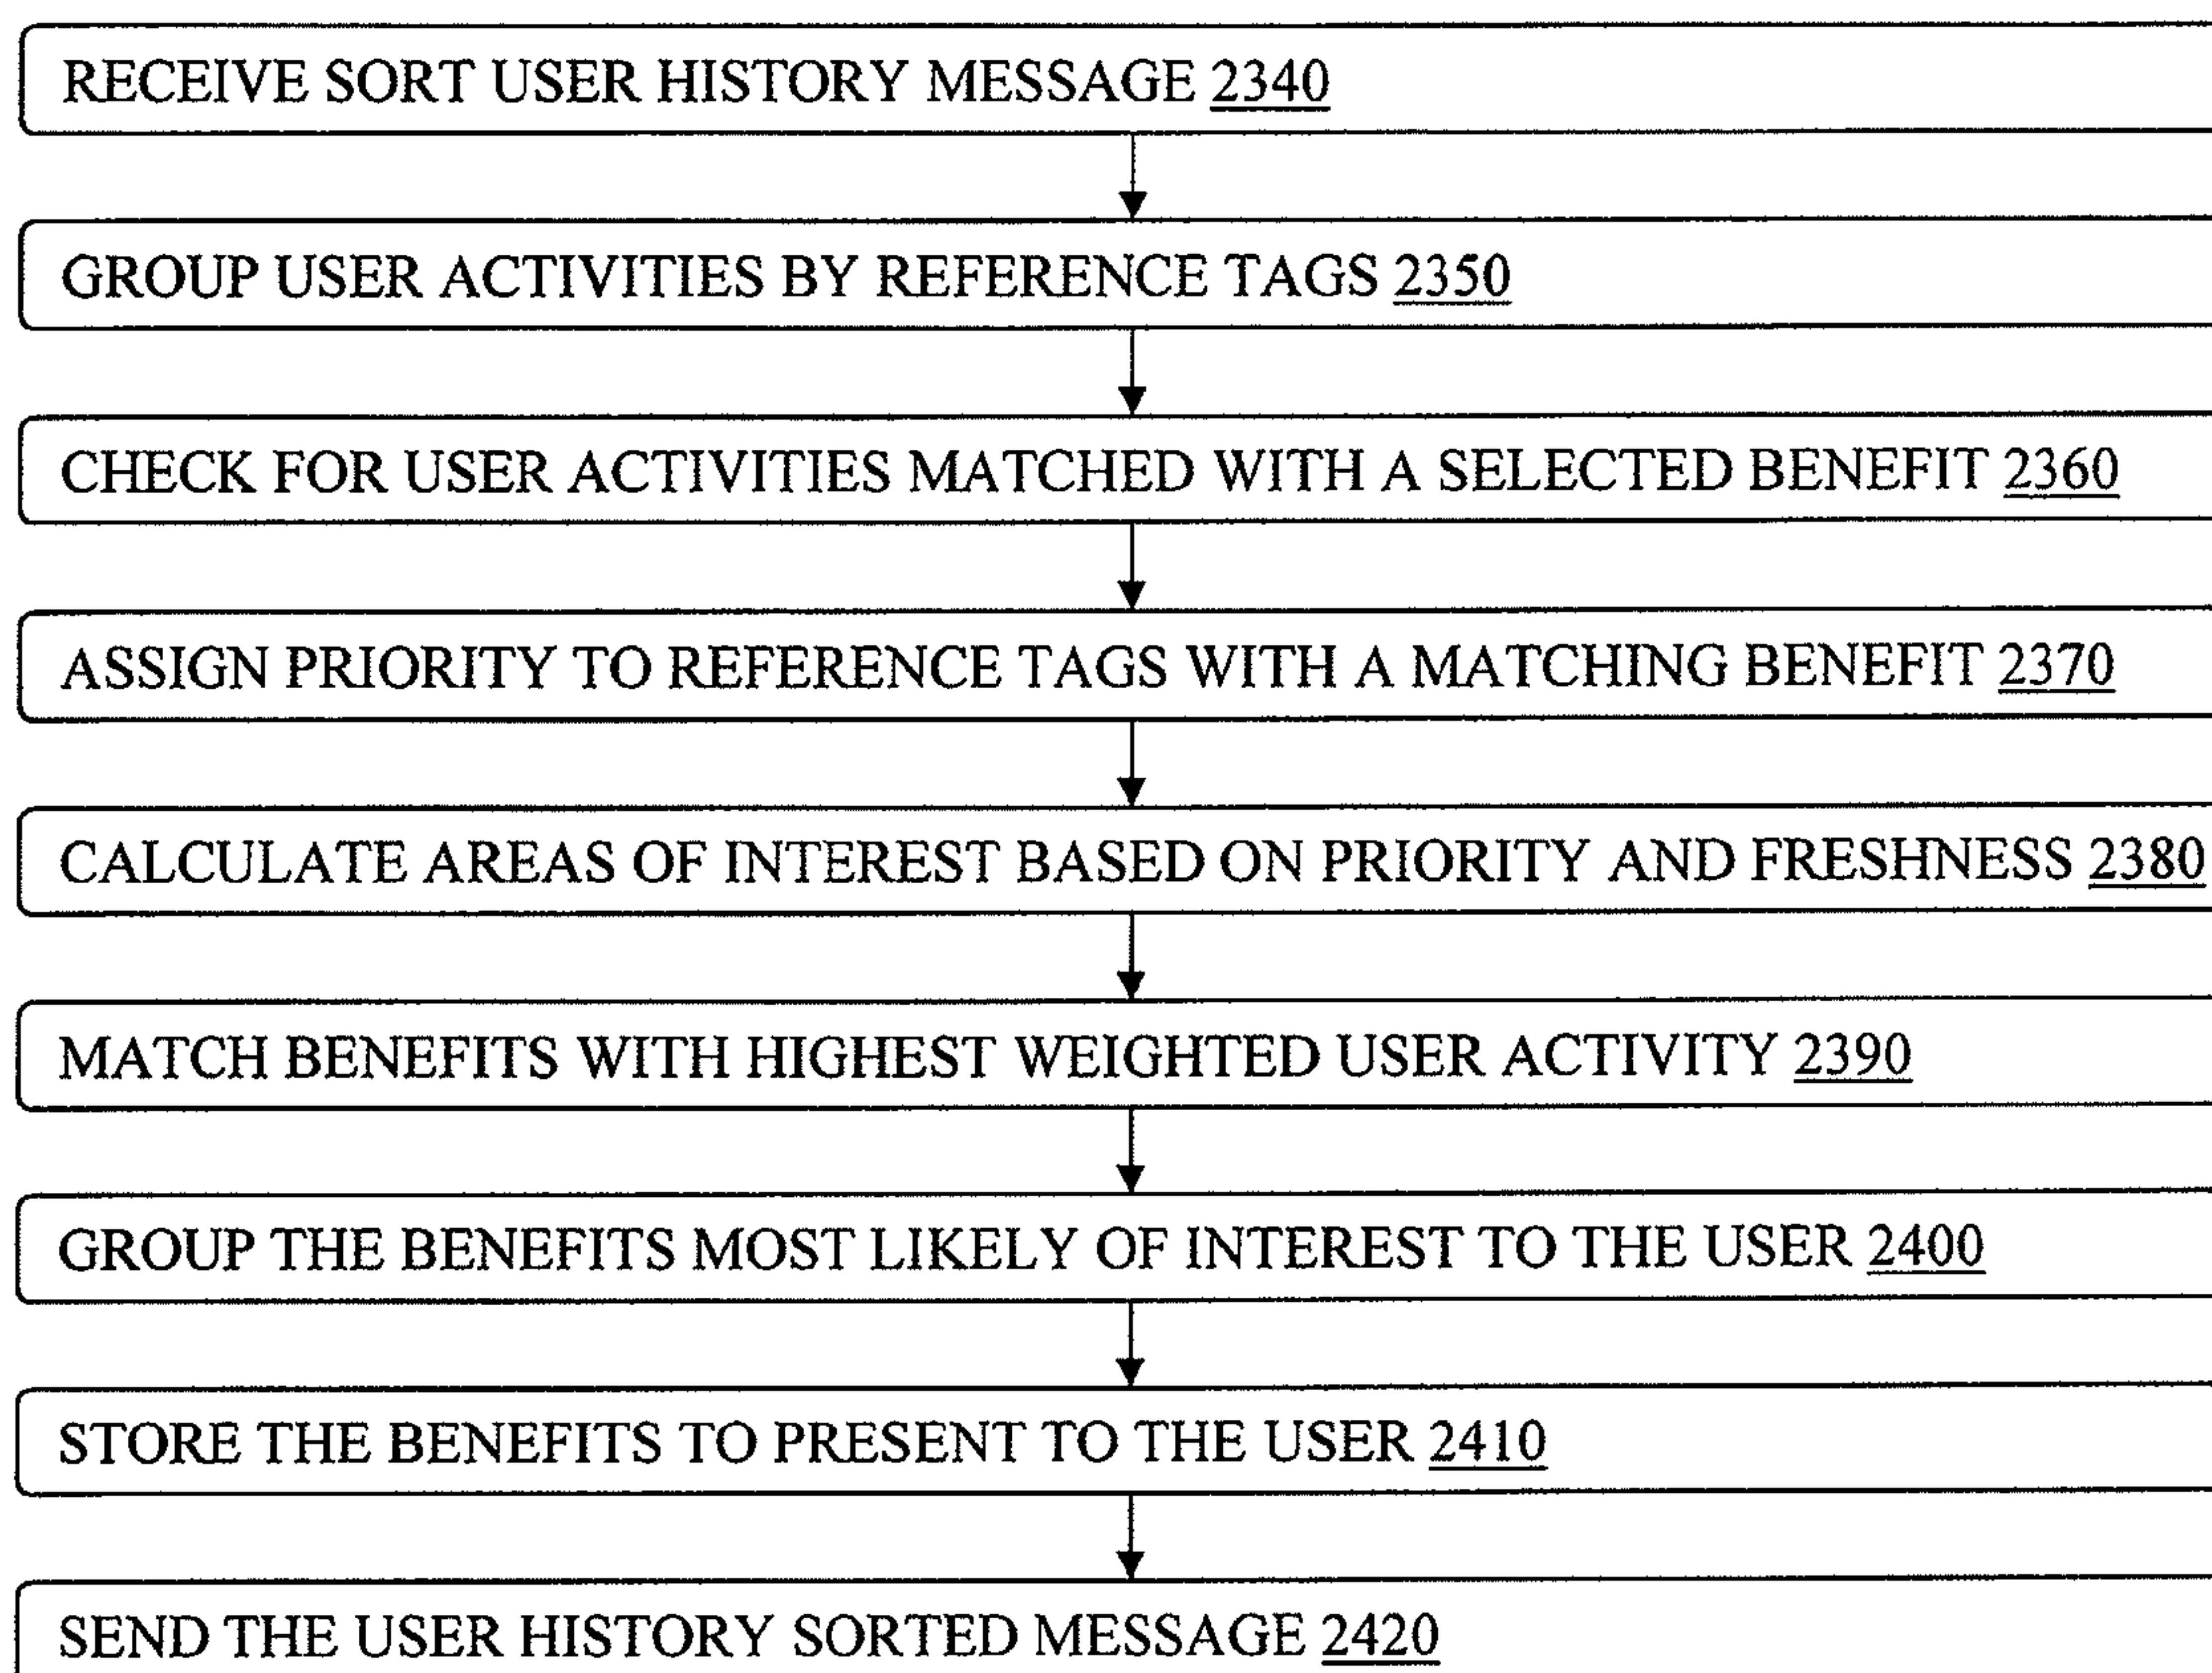 RECEIVE SORT USER HISTORY MESSAGE 2340
GROUP USER ACTIVITIES BY REFERENCE TAGS 2350
CHECK FOR USER ACTIVITIES MATCHED WITH A SELECTED BENEFIT 2360
ASSIGN PRIORITY TO REFERENCE TAGS WITH A MATCHING BENEFIT 2370
CALCULATE AREAS OF INTEREST BASED ON PRIORITY AND FRESHNESS 2380
MATCH BENEFITS WITH HIGHEST WEIGHTED USER ACTIVITY 2390
GROUP THE BENEFITS MOST LIKELY OF INTEREST TO THE USER 2400
STORE THE BENEFITS TO PRESENT TO THE USER 2410
SEND THE USER HISTORY SORTED MESSAGE 2420